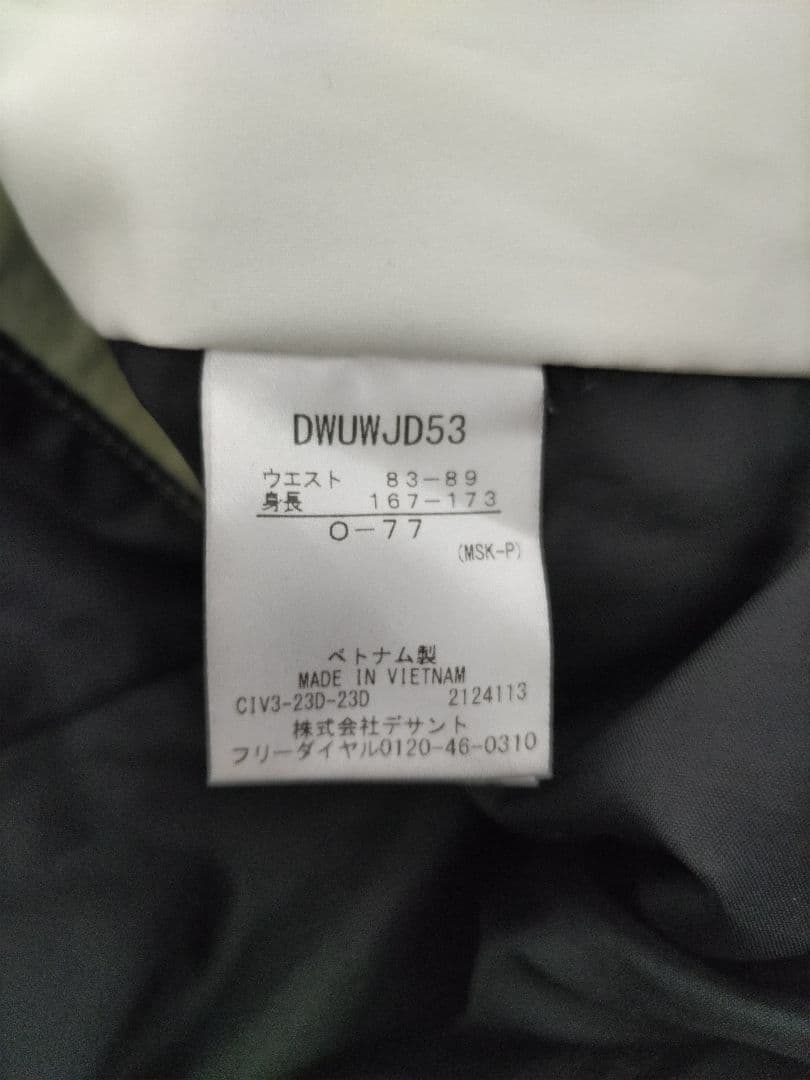 DWUWJD53
ウエスト 83-89
身長 167-173
O-77
(MSK-P)
ベトナム製
MADE IN VIETNAM
CIV3-23D-23D 2124113
株式会社デサント
フリーダイヤル0120-46-0310